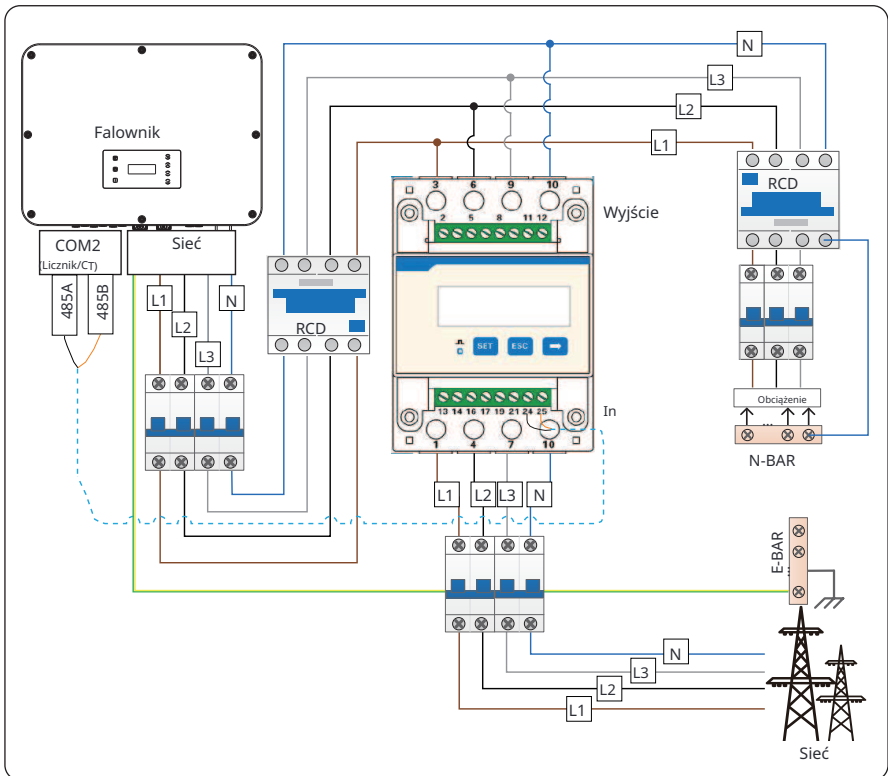 N
L3
L2
L1
Falownik
COM2
(Licznik/CT)
Sieć
485A
485B
L1
L2
L3
N
RCD
3 6 9 10
2 5 8 11 12
Wyjście
SET ESC
13 14 16 17 19 21 24 25
1 4 7 10
In
RCD
Obciążenie
...
N-BAR
L1 L2 L3 N
E-BAR
...
N
L3
L2
L1
Sieć